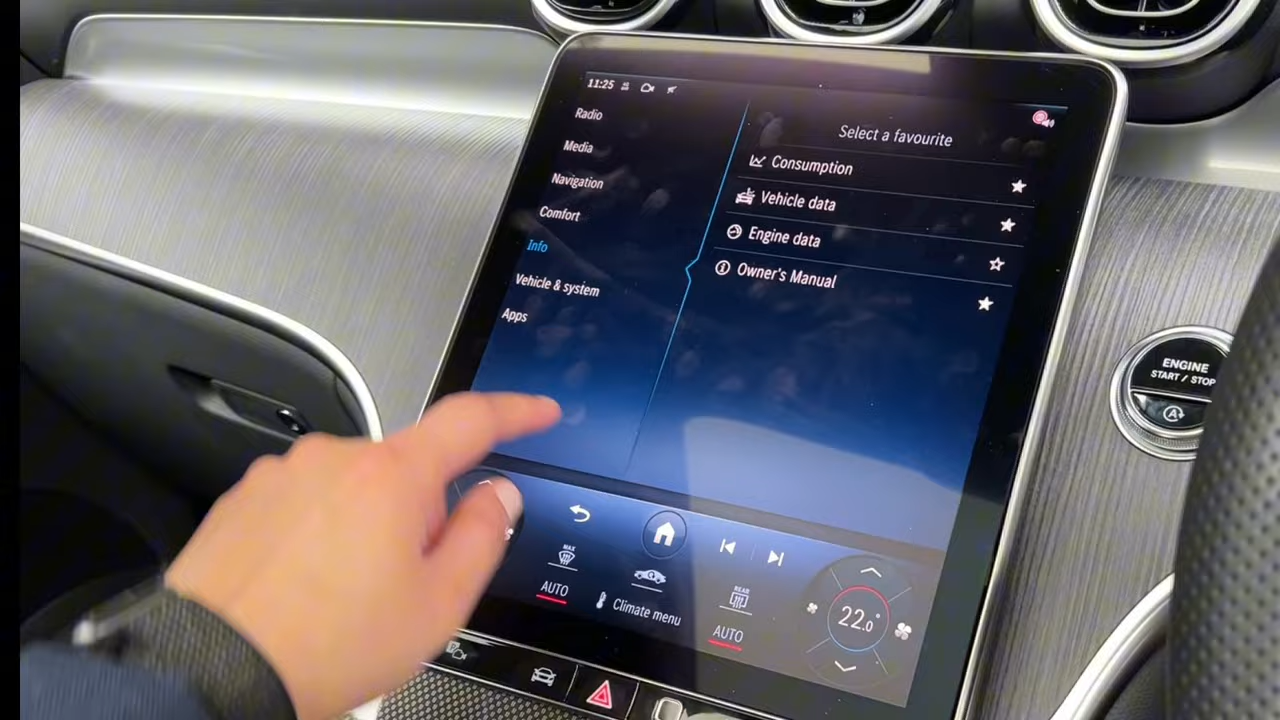 11:25
Radio
Media
Navigation
Comfort
Info
Vehicle & system
Apps
Select a favourite
Consumption
Vehicle data
Engine data
Owner's Manual
ENGINE
START / STOP
A
MAX
AUTO
Climate menu
REAR
AUTO
22.0°